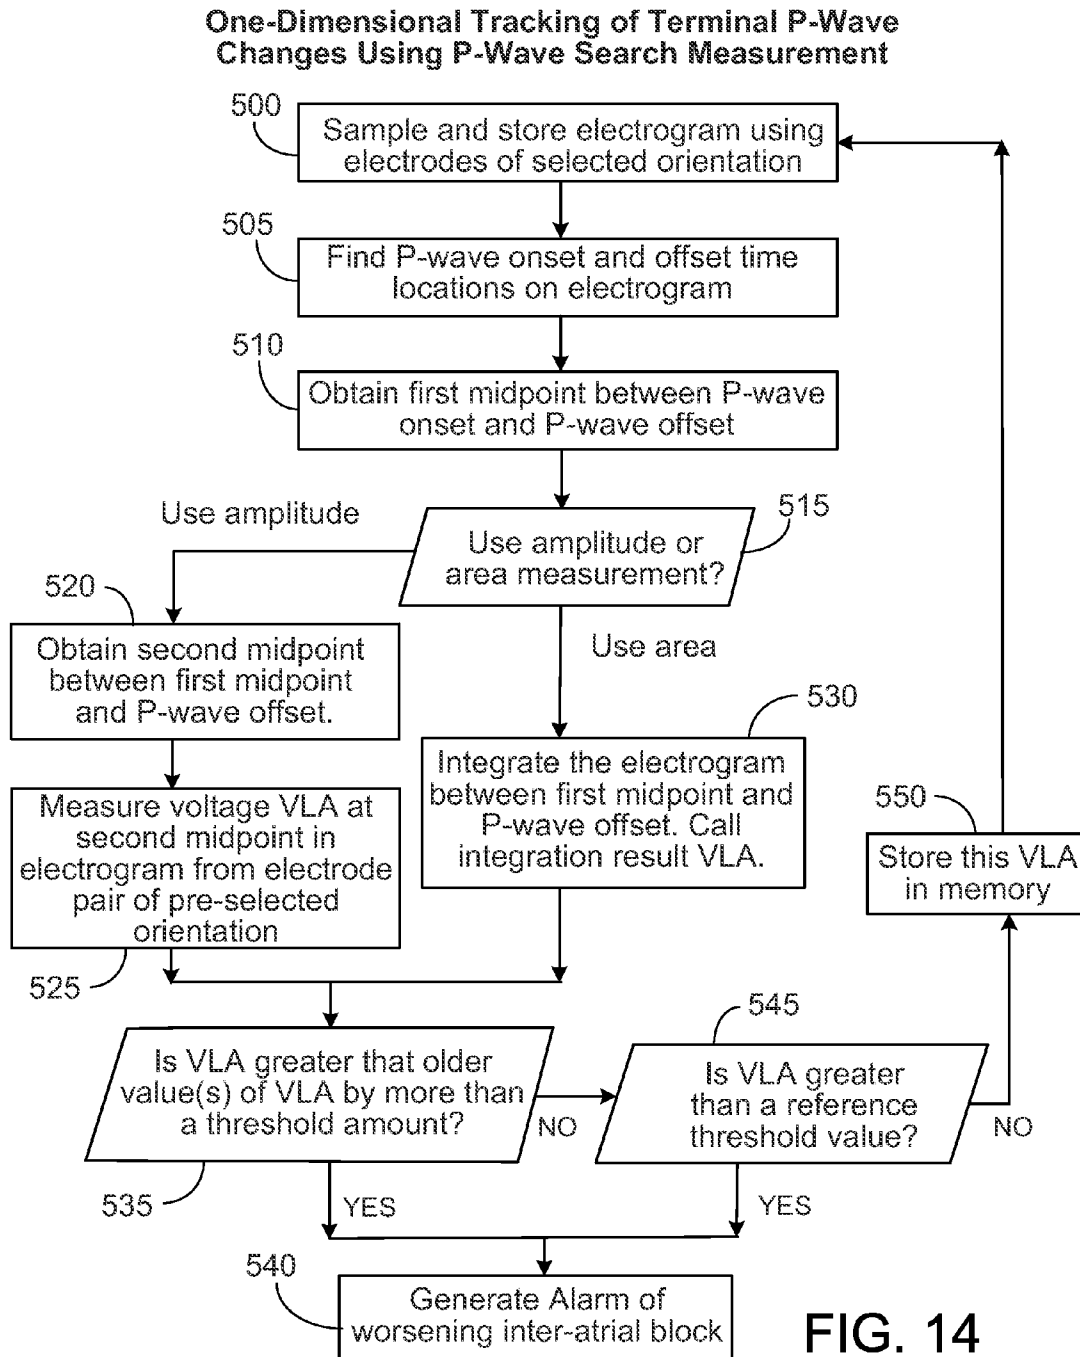 One-Dimensional Tracking of Terminal P-Wave
Changes Using P-Wave Search Measurement
500
Sample and store electrogram using
electrodes of selected orientation
505
Find P-wave onset and offset time
locations on electrogram
510
Obtain first midpoint between P-wave
onset and P-wave offset
Use amplitude
515
Use amplitude or
area measurement?
520
Obtain second midpoint
between first midpoint
and P-wave offset.
Use area
530
Integrate the electrogram
between first midpoint and
P-wave offset. Call
integration result VLA.
Measure voltage VLA at
second midpoint in
electrogram from electrode
pair of pre-selected
orientation
525
550
Store this VLA
in memory
545
Is VLA greater that older
value(s) of VLA by more than
a threshold amount?
NO
Is VLA greater
than a reference
threshold value?
NO
535
YES
YES
540
Generate Alarm of
worsening inter-atrial block
FIG. 14